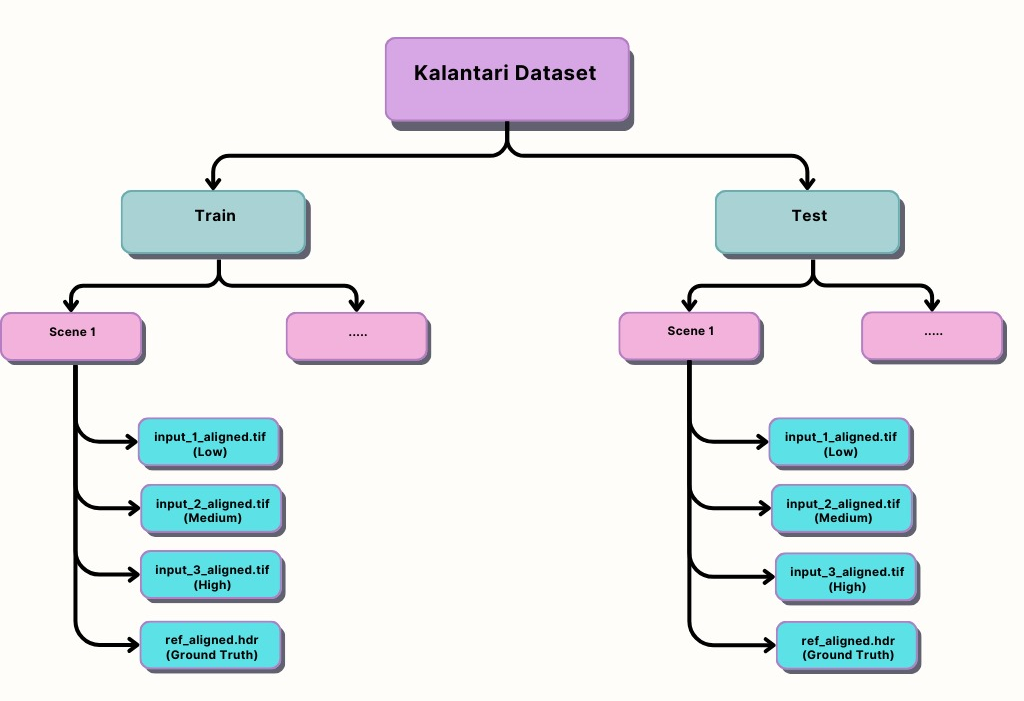 Kalantari Dataset
Train
Test
Scene 1
.....
Scene 1
.....
input_1_aligned.tif
(Low)
input_2_aligned.tif
(Medium)
input_3_aligned.tif
(High)
ref_aligned.hdr
(Ground Truth)
input_1_aligned.tif
(Low)
input_2_aligned.tif
(Medium)
input_3_aligned.tif
(High)
ref_aligned.hdr
(Ground Truth)